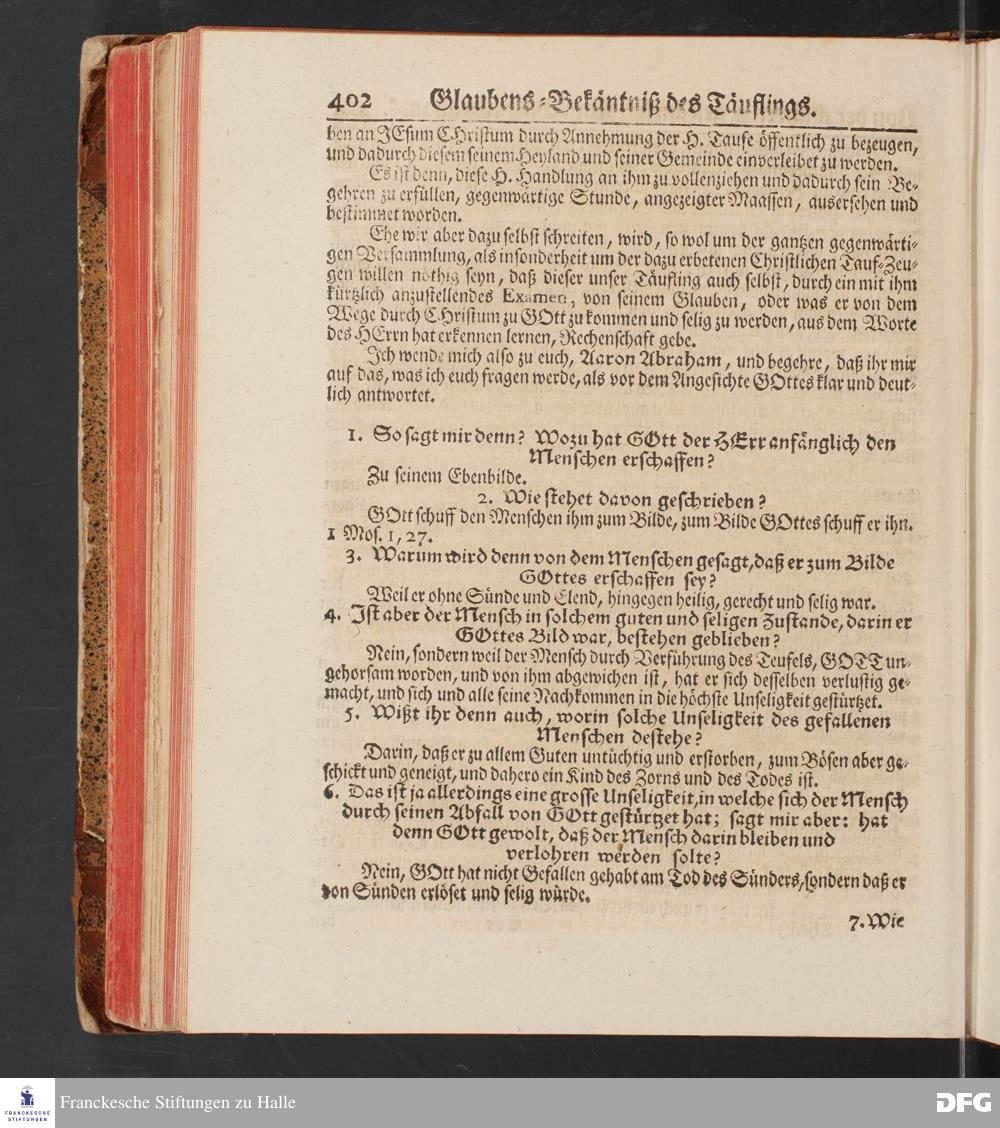 402 Glaubens-Bekäntniß des Täuflings.
ben an JEsum CHristum durch Annehmung der H. Taufe öffentlich zu bezeugen,
und dadurch diesem seinem Heyland und seiner Gemeinde einverleibet zu werden.
Es ist denn, diese H. Handlung an ihm zu vollenziehen und dadurch sein Be-
gehren zu erfüllen, gegenwärtige Stunde, angezeigter Maassen, ausersehen und
bestimmet worden.
Ehe wir aber dazu selbst schreiten, wird, so wol um der gantzen gegenwärti-
gen Versammlung, als insonderheit um der dazu erbetenen Christlichen Tauf-Zeu-
gen willen nöthig seyn, daß dieser unser Täufling auch selbst, durch ein mit ihm
kürtzlich anzustellendes Examen, von seinem Glauben, oder was er von dem
Wege durch CHristum zu GOtt zu kommen und selig zu werden, aus dem Worte
des HErrn hat erkennen lernen, Rechenschaft gebe.
Ich wende mich also zu euch, Aaron Abraham, und begehre, daß ihr mir
auf das, was ich euch fragen werde, als vor dem Angesichte GOttes klar und deut-
lich antwortet.
1. So sagt mir denn? Wozu hat GOtt der HErr anfänglich den
Menschen erschaffen?
Zu seinem Ebenbilde.
2. Wie stehet davon geschrieben?
GOtt schuff den Menschen ihm zum Bilde, zum Bilde GOttes schuff er ihn.
1 Mos. 1, 27.
3. Warum wird denn von dem Menschen gesagt, daß er zum Bilde
GOttes erschaffen sey?
Weil er ohne Sünde und Elend, hingegen heilig, gerecht und selig war.
4. Ist aber der Mensch in solchem guten und seligen Zustande, darin er
GOttes Bild war, bestehen geblieben?
Nein, sondern weil der Mensch durch Verführung des Teufels, GOTT un-
gehorsam worden, und von ihm abgewichen ist, hat er sich desselben verlustig ge-
macht, und sich und alle seine Nachkommen in die höchste Unseligkeit gestürtzet.
5. Wißt ihr denn auch, worin solche Unseligkeit des gefallenen
Menschen bestehe?
Darin, daß er zu allem Guten untüchtig und erstorben, zum Bösen aber ge-
schickt und geneigt, und dahero ein Kind des Zorns und des Todes ist.
6. Das ist ja allerdings eine grosse Unseligkeit, in welche sich der Mensch
durch seinen Abfall von GOtt gestürtzet hat; sagt mir aber: hat
denn GOtt gewolt, daß der Mensch darin bleiben und
verlohren werden solte?
Nein, GOtt hat nicht Gefallen gehabt am Tod des Sünders, sondern daß er
von Sünden erlöset und selig würde.
7. Wie
FRANCKESCHE
STIFTUNGEN
Franckesche Stiftungen zu Halle
DFG